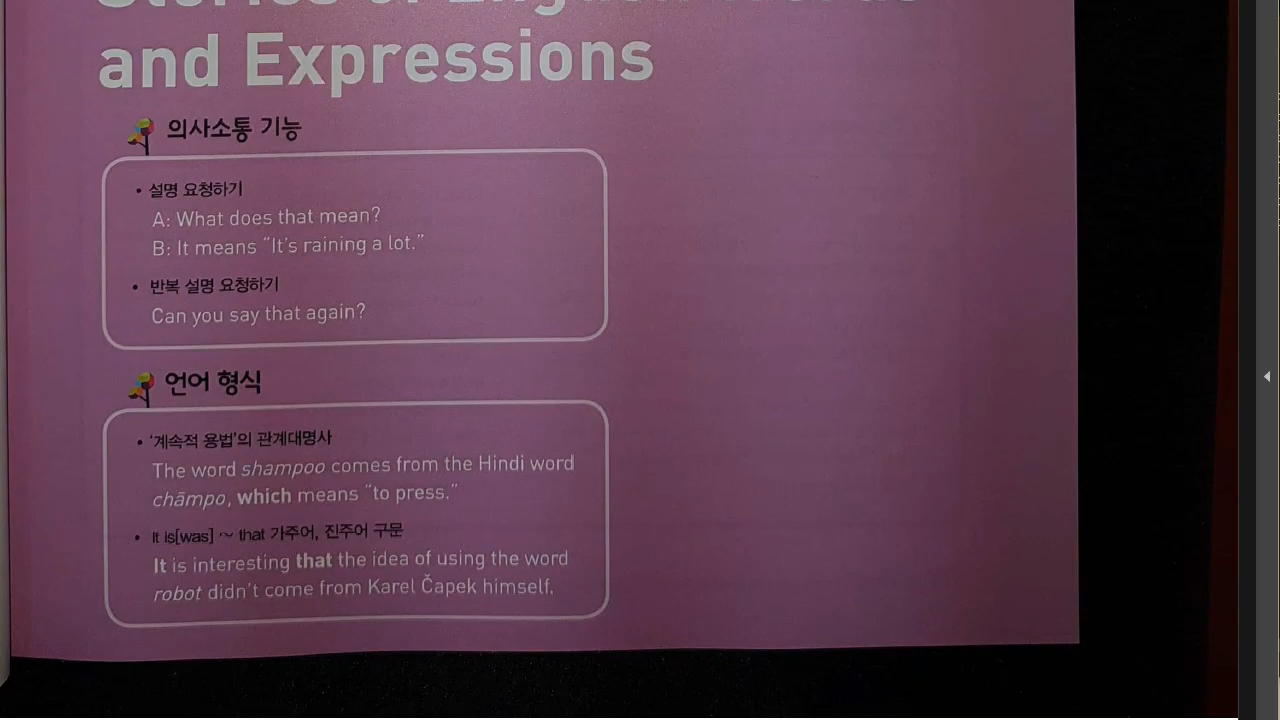 and Expressions
의사소통 기능
• 설명 요청하기
A: What does that mean?
B: It means “It’s raining a lot.”
• 반복 설명 요청하기
Can you say that again?
언어 형식
• ‘계속적 용법’의 관계대명사
The word shampoo comes from the Hindi word
chāmpo, which means “to press.”
• It is[was] ~ that 가주어, 진주어 구문
It is interesting that the idea of using the word
robot didn’t come from Karel Čapek himself.